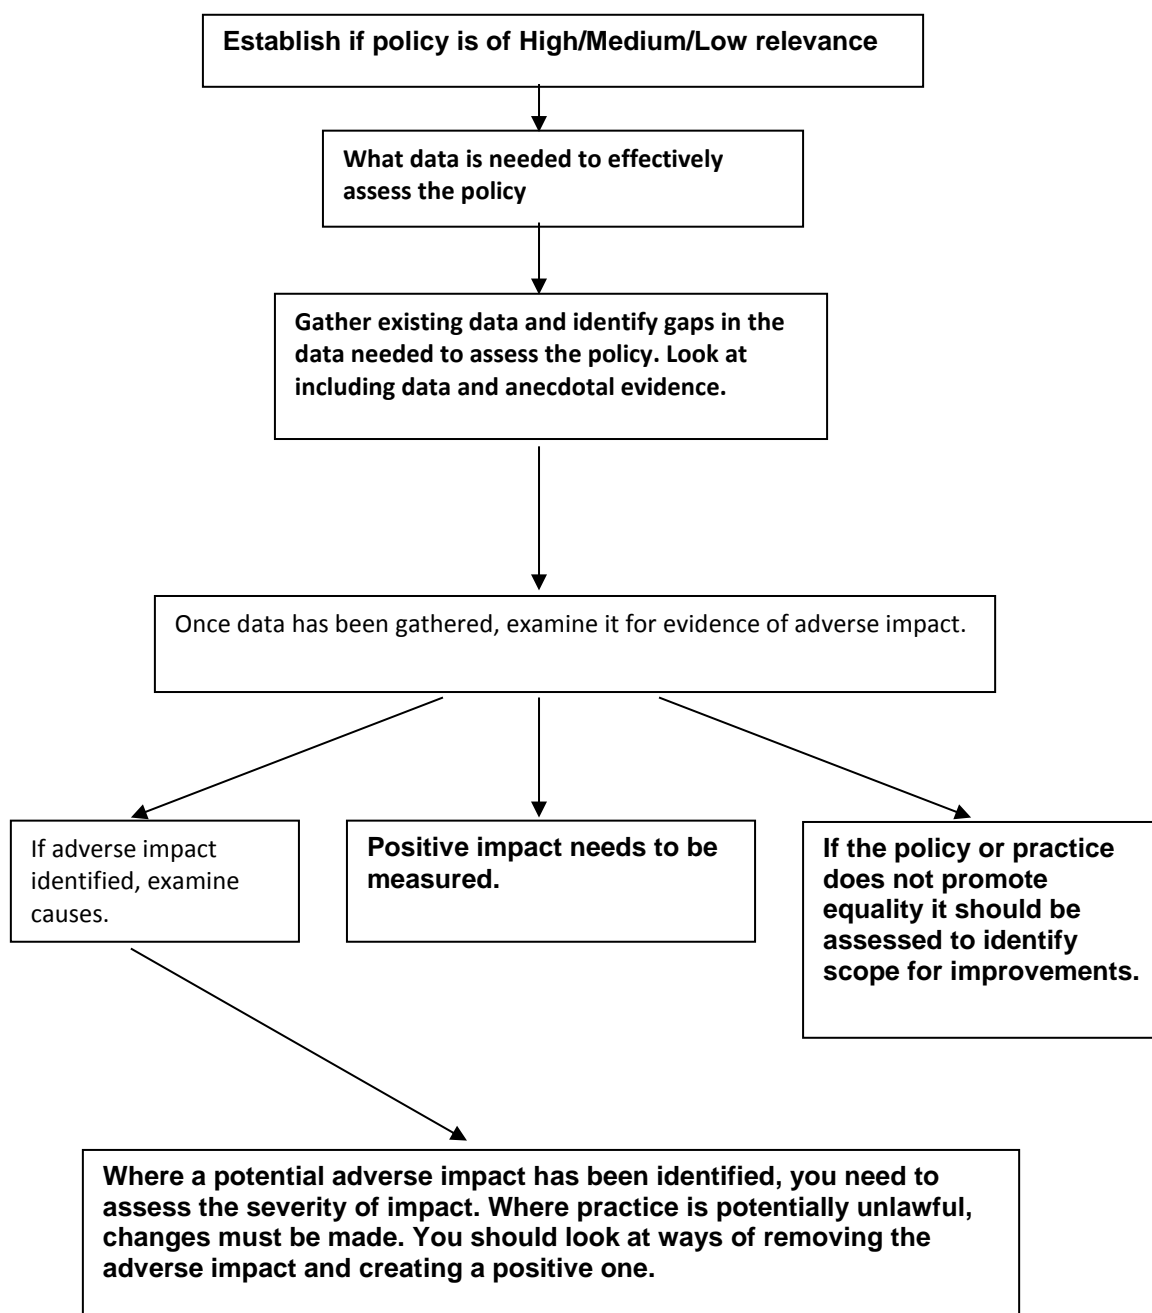 Establish if policy is of High/Medium/Low relevance
What data is needed to effectively
assess the policy
Gather existing data and identify gaps in the
data needed to assess the policy. Look at
including data and anecdotal evidence.
Once data has been gathered, examine it for evidence of adverse impact.
If adverse impact
identified, examine
causes.
Positive impact needs to be
measured.
If the policy or practice
does not promote
equality it should be
assessed to identify
scope for improvements.
Where a potential adverse impact has been identified, you need to
assess the severity of impact. Where practice is potentially unlawful,
changes must be made. You should look at ways of removing the
adverse impact and creating a positive one.